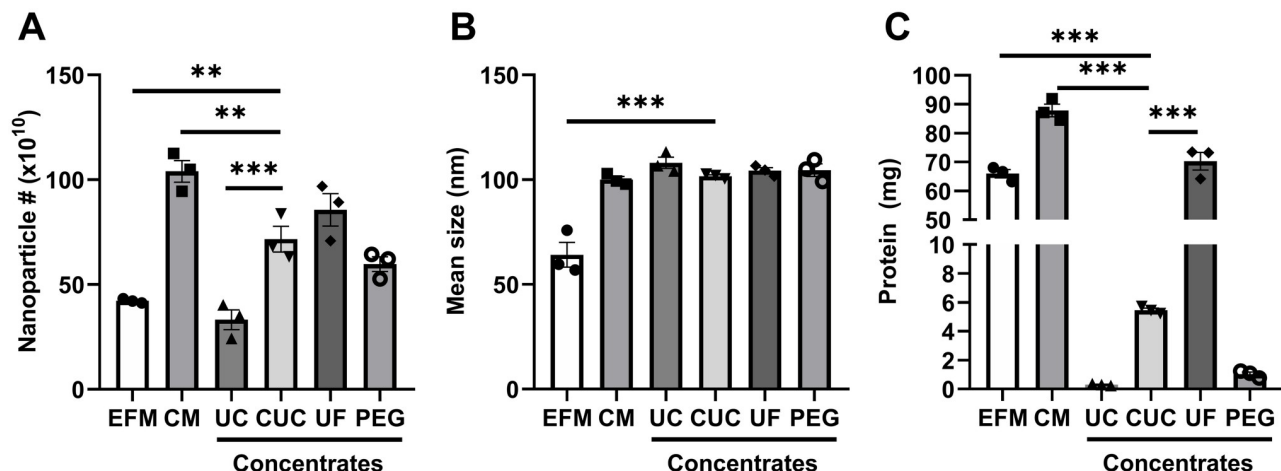 A
Nanoparticle # (x10¹⁰)
150
100
50
0
**
**
***
EFM CM UC CUC UF PEG
Concentrates
B
Mean size (nm)
150
100
50
0
***
EFM CM UC CUC UF PEG
Concentrates
C
Protein (mg)
100
90
80
70
60
50
10
8
6
4
2
0
***
***
***
EFM CM UC CUC UF PEG
Concentrates